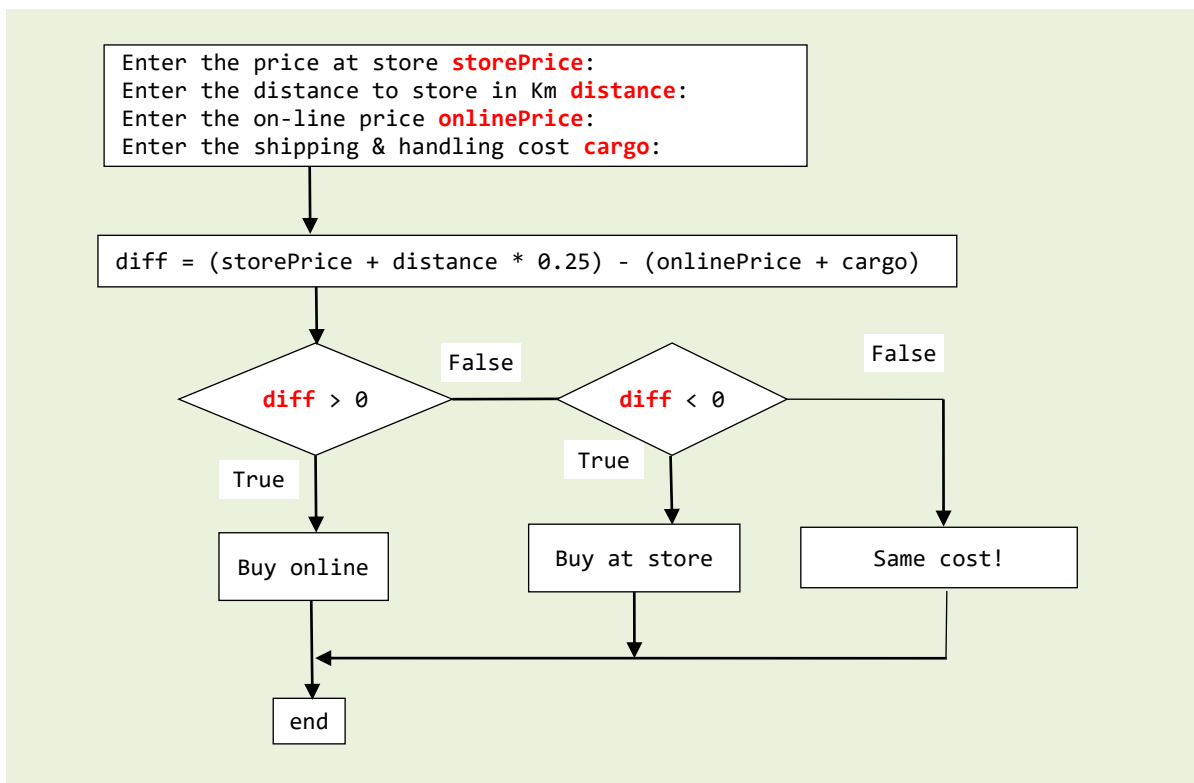 Enter the price at store storePrice:
Enter the distance to store in Km distance:
Enter the on-line price onlinePrice:
Enter the shipping & handling cost cargo:
diff = (storePrice + distance * 0.25) - (onlinePrice + cargo)
False
False
diff > 0
diff < 0
True
True
Buy online
Buy at store
Same cost!
end